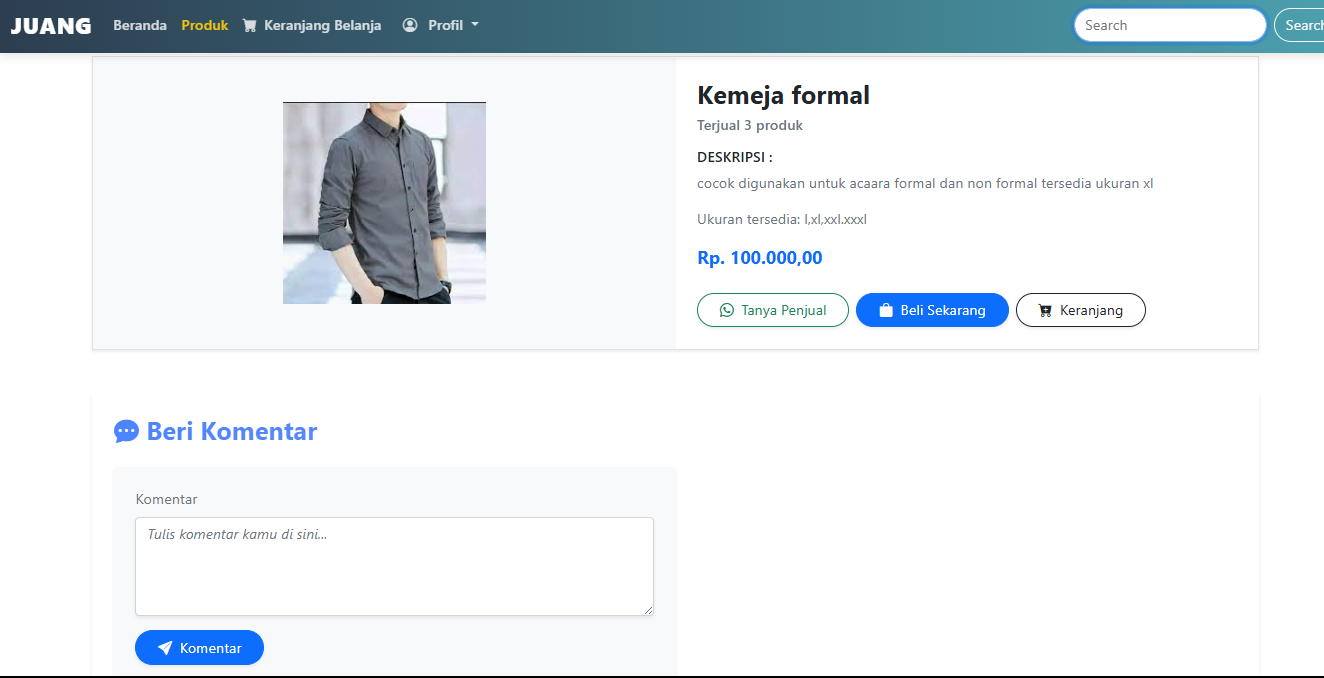 JUANG Beranda Produk Keranjang Belanja Profil Search Search
Kemeja formal
Terjual 3 produk
DESKRIPSI :
cocok digunakan untuk acaara formal dan non formal tersedia ukuran xl
Ukuran tersedia: l,xl,xxl.xxxl
Rp. 100.000,00
Tanya Penjual Beli Sekarang Keranjang
Beri Komentar
Komentar
Tulis komentar kamu di sini...
Komentar